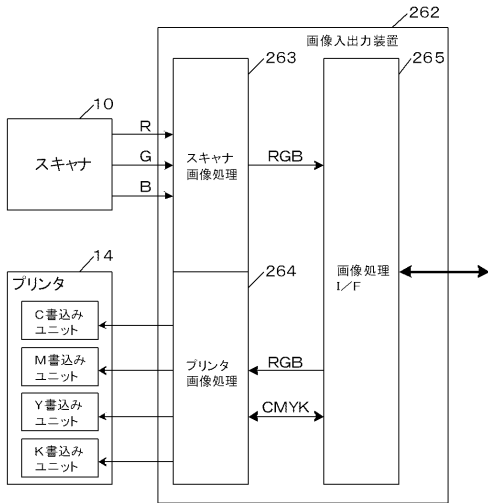 262
画像入出力装置
263
265
10
スキャナ
R
G
B
スキャナ
画像処理
RGB
14
264
プリンタ
画像処理
I/F
C書込み
ユニット
M書込み
ユニット
プリンタ
画像処理
RGB
Y書込み
ユニット
CMYK
K書込み
ユニット